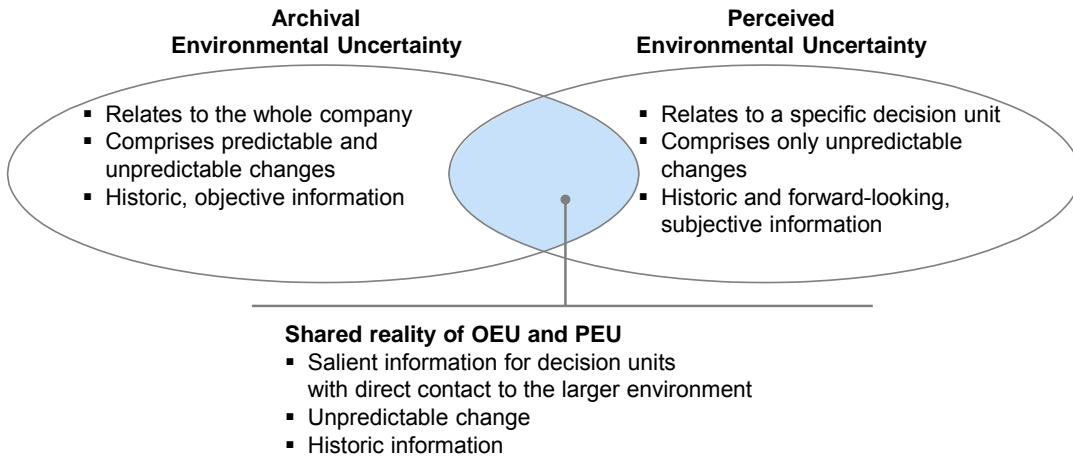 Archival
Environmental Uncertainty
Perceived
Environmental Uncertainty
▪ Relates to the whole company
▪ Comprises predictable and
unpredictable changes
▪ Historic, objective information
▪ Relates to a specific decision unit
▪ Comprises only unpredictable
changes
▪ Historic and forward-looking,
subjective information
Shared reality of OEU and PEU
▪ Salient information for decision units
with direct contact to the larger environment
▪ Unpredictable change
▪ Historic information